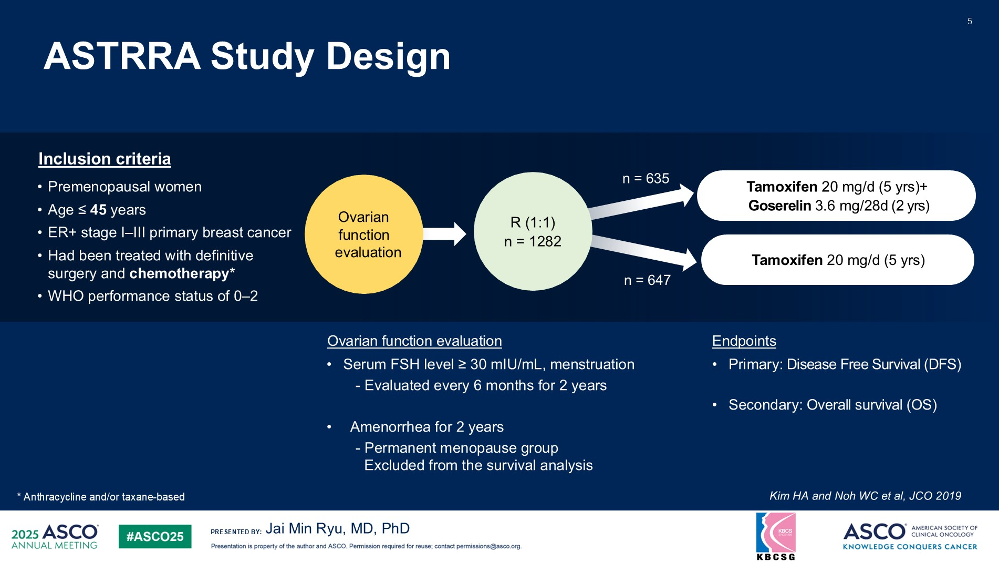 5
ASTRRA Study Design
Inclusion criteria
• Premenopausal women
• Age ≤ 45 years
• ER+ stage I–III primary breast cancer
• Had been treated with definitive
surgery and chemotherapy*
• WHO performance status of 0–2
Ovarian
function
evaluation
R (1:1)
n = 1282
n = 635
n = 647
Tamoxifen 20 mg/d (5 yrs)+
Goserelin 3.6 mg/28d (2 yrs)
Tamoxifen 20 mg/d (5 yrs)
Ovarian function evaluation
• Serum FSH level ≥ 30 mIU/mL, menstruation
- Evaluated every 6 months for 2 years
• Amenorrhea for 2 years
- Permanent menopause group
Excluded from the survival analysis
Endpoints
• Primary: Disease Free Survival (DFS)
• Secondary: Overall survival (OS)
* Anthracycline and/or taxane-based
Kim HA and Noh WC et al, JCO 2019
2025 ASCO®
ANNUAL MEETING
#ASCO25
PRESENTED BY: Jai Min Ryu, MD, PhD
Presentation is property of the author and ASCO. Permission required for reuse; contact permissions@asco.org.
KBCS
KBCSG
ASCO® AMERICAN SOCIETY OF
CLINICAL ONCOLOGY
KNOWLEDGE CONQUERS CANCER